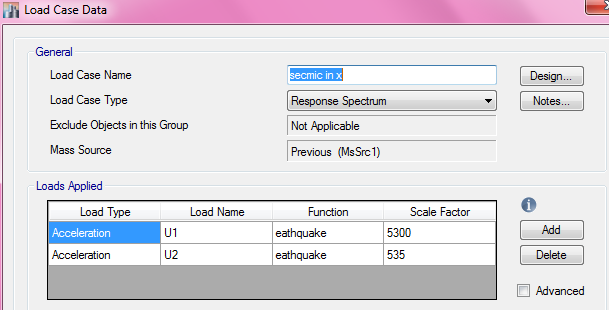 Load Case Data
General
Load Case Name secmic in x Design...
Load Case Type Response Spectrum Notes...
Exclude Objects in this Group Not Applicable
Mass Source Previous (MsSrc1)
Loads Applied
Load Type Load Name Function Scale Factor
Acceleration U1 eathquake 5300
Add
Acceleration U2 eathquake 535
Delete
Advanced